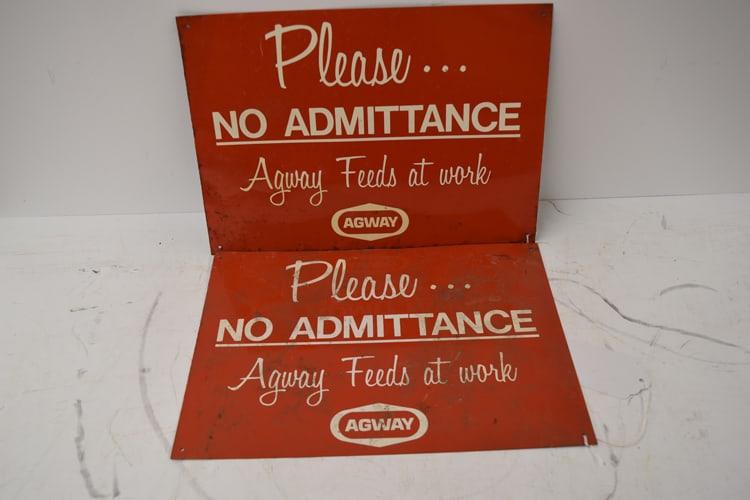 Please...
NO ADMITTANCE
Agway Feeds at work
AGWAY
Please...
NO ADMITTANCE
Agway Feeds at work
AGWAY